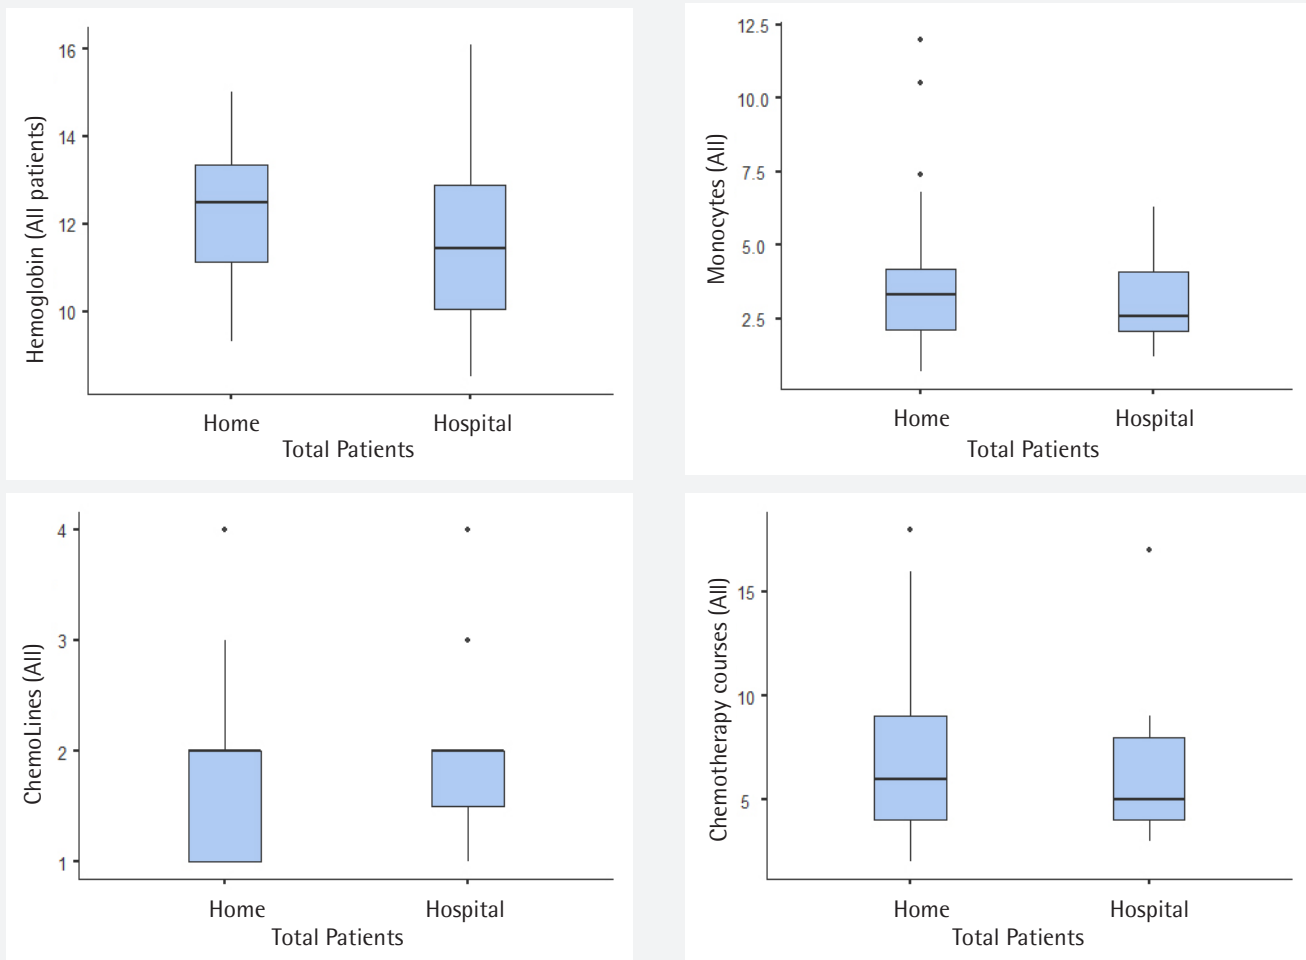 Hemoglobin (All patients)
16
14
12
10
Home Hospital
Total Patients
Monocytes (All)
12.5
10.0
7.5
5.0
2.5
Home Hospital
Total Patients
ChemoLines (All)
4
3
2
1
Home Hospital
Total Patients
Chemotherapy courses (All)
15
10
5
Home Hospital
Total Patients